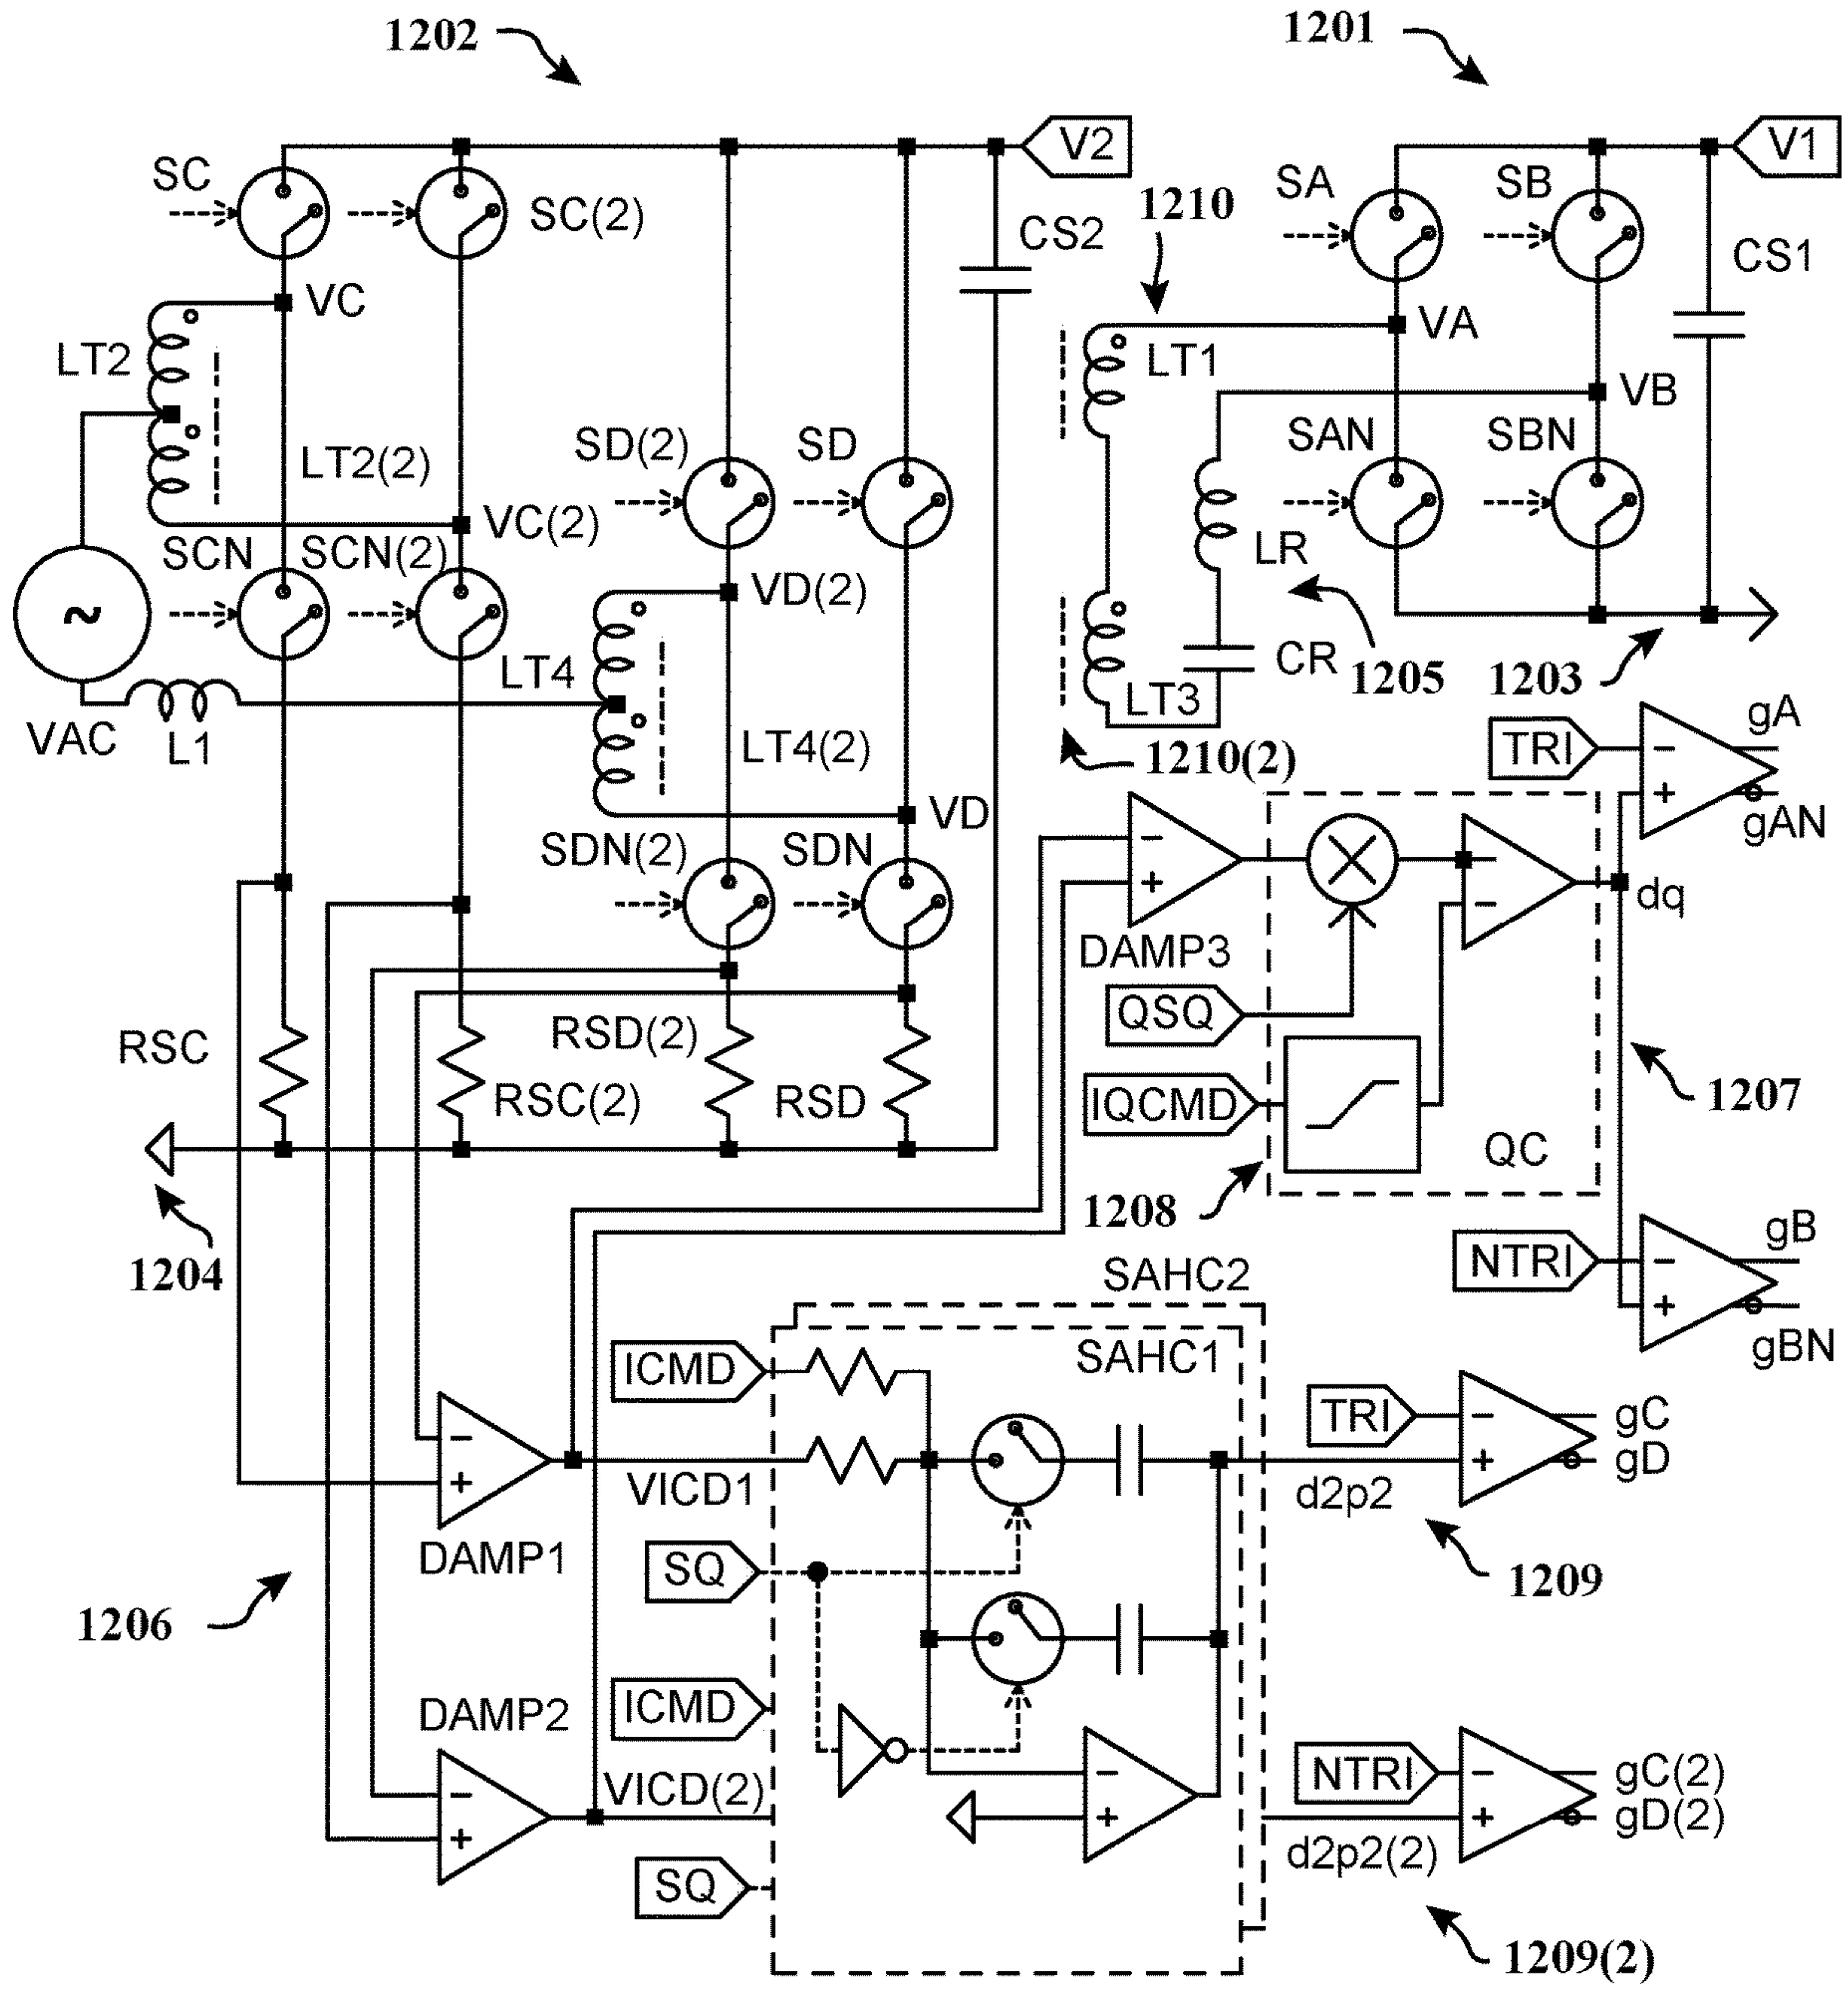 1202
1201
V2
V1
SC
SC(2)
SA
SB
1210
CS2
CS1
VC
VA
LT2
LT1
VB
LT2(2)
SD(2)
SD
SAN
SBN
VC(2)
SCN
SCN(2)
LR
VD(2)
~
LT4
CR
1205
1203
LT3
VAC
L1
LT4(2)
1210(2)
TRI
-
+
gA
gAN
VD
SDN(2)
SDN
-
+
-
dq
DAMP3
QSQ
RSC
RSD(2)
RSC(2)
RSD
IQCMD
1207
QC
1208
1204
NTRI
-
+
gB
gBN
SAHC2
SAHC1
ICMD
TRI
-
+
gC
gD
-
+
VICD1
d2p2
DAMP1
SQ
1209
1206
ICMD
DAMP2
-
+
VICD(2)
-
+
NTRI
-
+
gC(2)
gD(2)
d2p2(2)
SQ
1209(2)